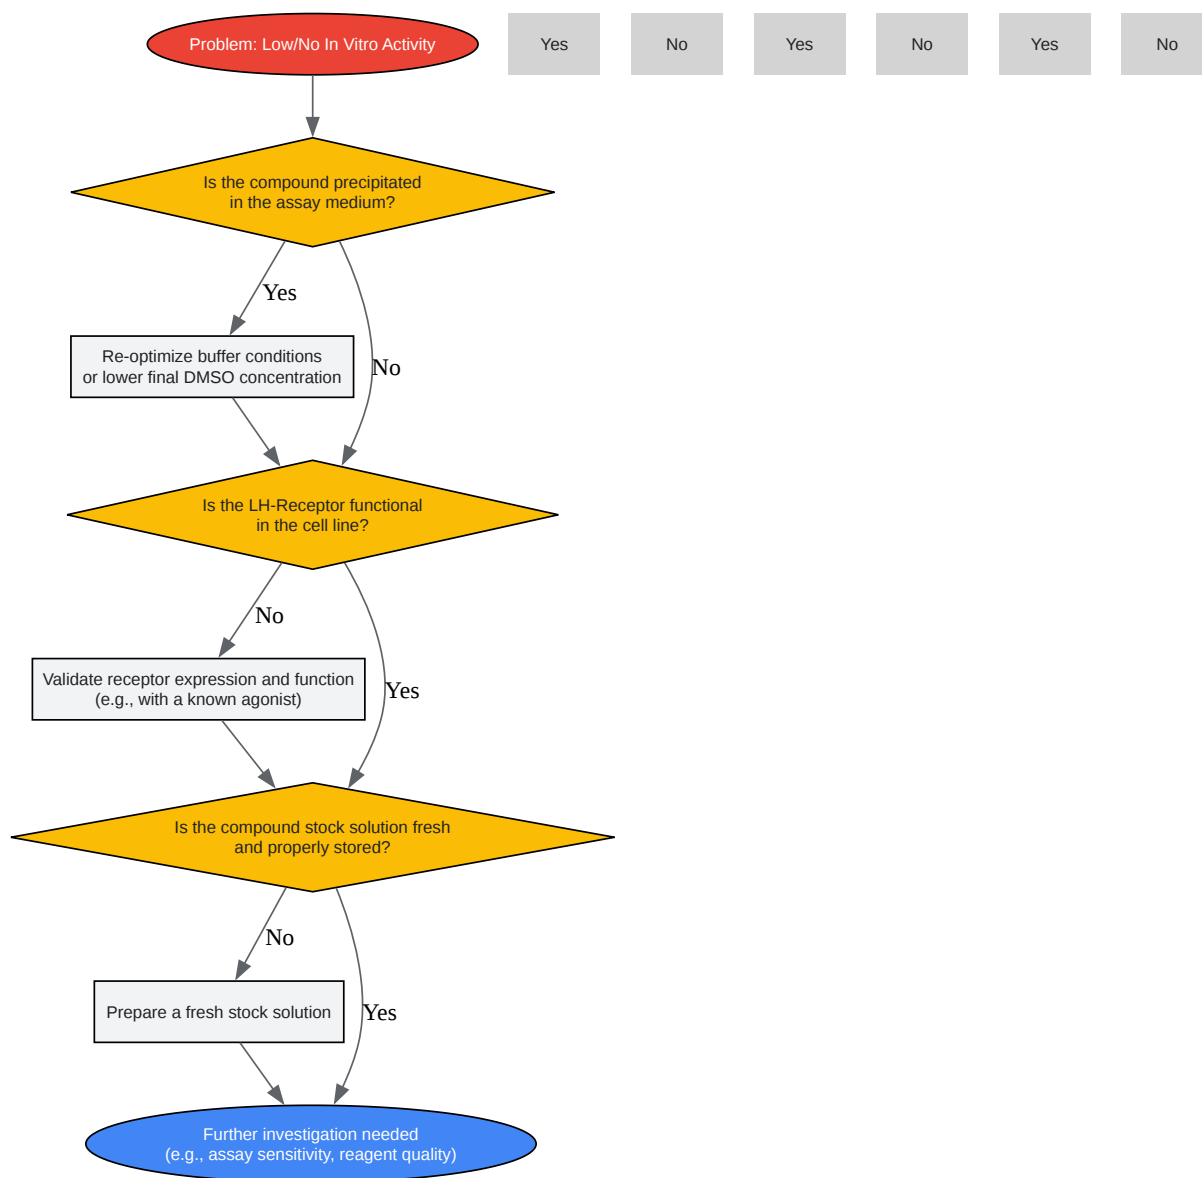 Problem: Low/No In Vitro Activity
Yes
No
Yes
No
Yes
No
Is the compound precipitated
in the assay medium?
Yes
Re-optimize buffer conditions
or lower final DMSO concentration
No
Is the LH-Receptor functional
in the cell line?
No
Validate receptor expression and function
(e.g., with a known agonist)
Yes
Is the compound stock solution fresh
and properly stored?
No
Prepare a fresh stock solution
Yes
Further investigation needed
(e.g., assay sensitivity, reagent quality)